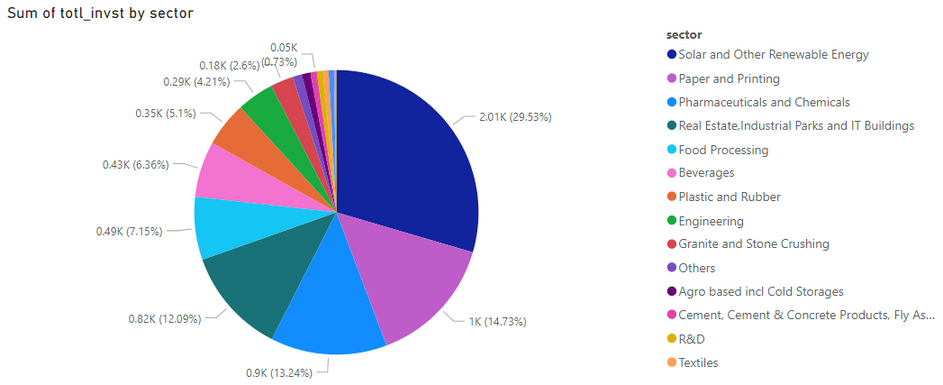 Sum of totl_invst by sector
0.05K
(0.73%)
0.18K (2.6%)
0.29K (4.21%)
0.35K (5.1%)
0.43K (6.36%)
0.49K (7.15%)
0.82K (12.09%)
0.9K (13.24%)
1K (14.73%)
2.01K (29.53%)
sector
Solar and Other Renewable Energy
Paper and Printing
Pharmaceuticals and Chemicals
Real Estate,Industrial Parks and IT Buildings
Food Processing
Beverages
Plastic and Rubber
Engineering
Granite and Stone Crushing
Others
Agro based incl Cold Storages
Cement, Cement & Concrete Products, Fly As...
R&D
Textiles